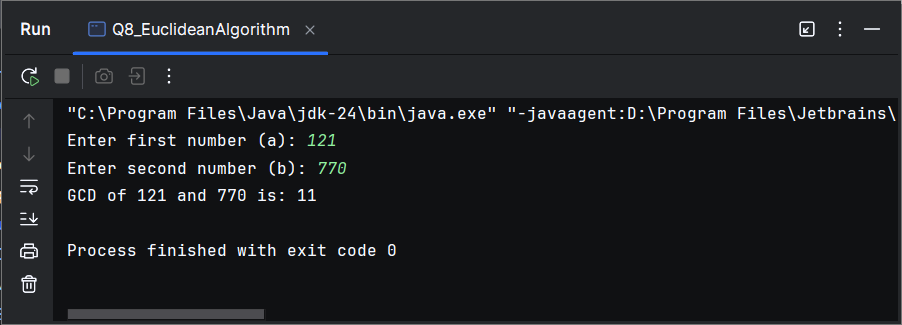 Run Q8_EuclideanAlgorithm
"C:\Program Files\Java\jdk-24\bin\java.exe" "-javaagent:D:\Program Files\Jetbrains\
Enter first number (a): 121
Enter second number (b): 770
GCD of 121 and 770 is: 11
Process finished with exit code 0